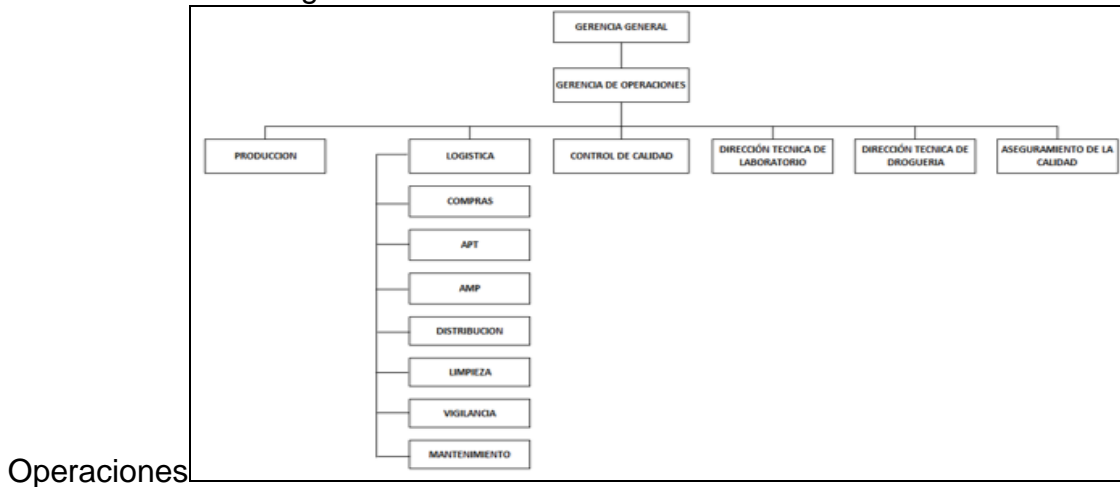 GERENCIA GENERAL
GERENCIA DE OPERACIONES
PRODUCCION
LOGISTICA
CONTROL DE CALIDAD
DIRECCIÓN TECNICA DE
LABORATORIO
DIRECCIÓN TECNICA DE
DROGUERIA
ASEGURAMIENTO DE LA
CALIDAD
COMPRAS
APT
AMP
DISTRIBUCION
LIMPIEZA
VIGILANCIA
MANTENIMIENTO
Operaciones